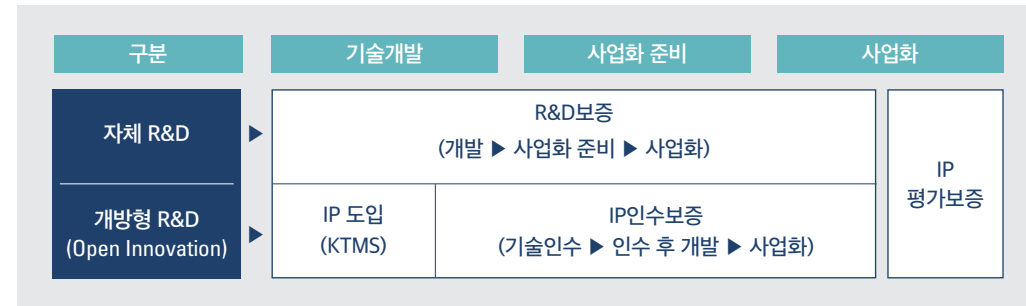 구분
기술개발
사업화 준비
사업화
자체 R&D
▶
R&D보증
(개발 ▶ 사업화 준비 ▶ 사업화)
개방형 R&D
(Open Innovation)
▶
IP 도입
(KTMS)
IP인수보증
(기술인수 ▶ 인수 후 개발 ▶ 사업화)
IP
평가보증